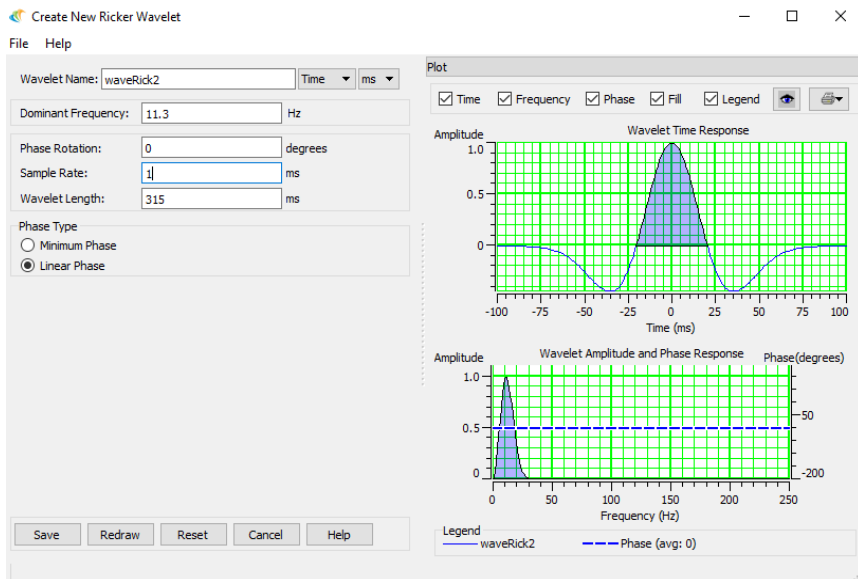 Create New Ricker Wavelet
File Help
Wavelet Name: waveRick2 Time ms
Dominant Frequency: 11.3 Hz
Phase Rotation: 0 degrees
Sample Rate: 1 ms
Wavelet Length: 315 ms
Phase Type
Minimum Phase
Linear Phase
Save Redraw Reset Cancel Help
Plot
Time Frequency Phase Fill Legend
Amplitude Wavelet Time Response
1.0
0.5
0
-100 -75 -50 -25 0 25 50 75 100
Time (ms)
Amplitude Wavelet Amplitude and Phase Response Phase(degrees)
1.0
-50
0.5
0 -200
0 50 100 150 200 250
Frequency (Hz)
Legend
waveRick2 Phase (avg: 0)